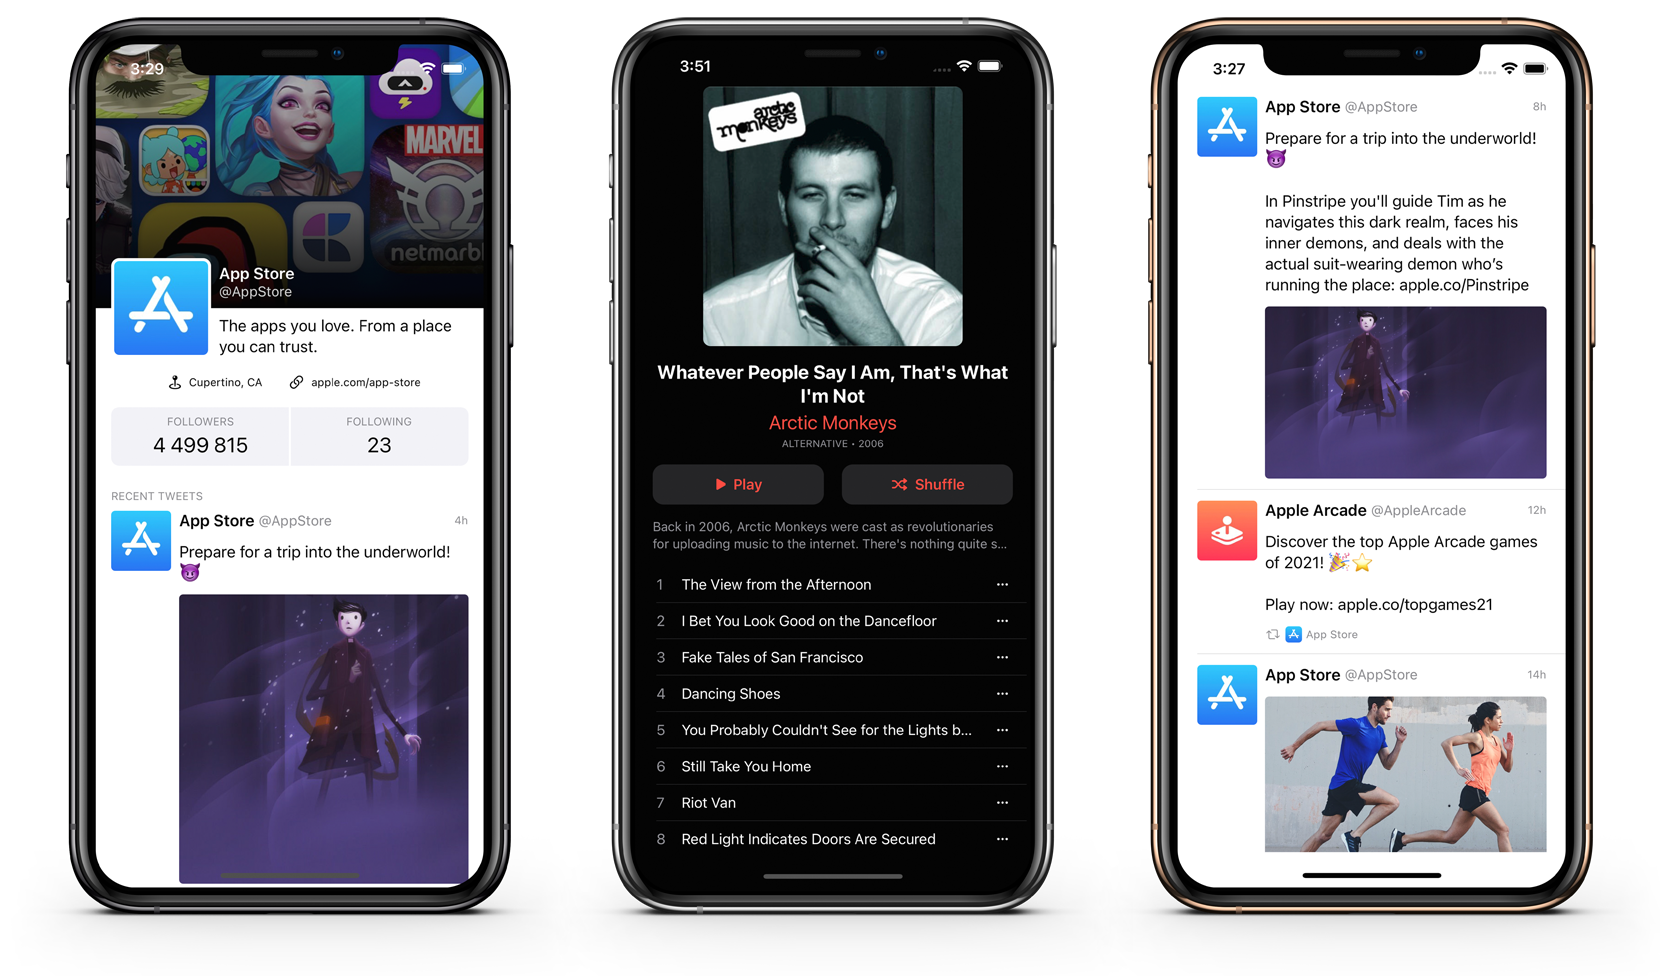 3:29
MARVEL
netmarb
App Store
@AppStore
The apps you love. From a place
you can trust.
Cupertino, CA
apple.com/app-store
FOLLOWERS
4 499 815
FOLLOWING
23
RECENT TWEETS
App Store @AppStore 4h
Prepare for a trip into the underworld!
😈
3:51
arctic
monkeys
Whatever People Say I Am, That's What
I'm Not
Arctic Monkeys
ALTERNATIVE • 2006
Play
Shuffle
Back in 2006, Arctic Monkeys were cast as revolutionaries
for uploading music to the internet. There's nothing quite s...
1 The View from the Afternoon ...
2 I Bet You Look Good on the Dancefloor ...
3 Fake Tales of San Francisco ...
4 Dancing Shoes ...
5 You Probably Couldn't See for the Lights b... ...
6 Still Take You Home ...
7 Riot Van ...
8 Red Light Indicates Doors Are Secured ...
3:27
App Store @AppStore 8h
Prepare for a trip into the underworld!
😈
In Pinstripe you'll guide Tim as he
navigates this dark realm, faces his
inner demons, and deals with the
actual suit-wearing demon who's
running the place: apple.co/Pinstripe
Apple Arcade @AppleArcade 12h
Discover the top Apple Arcade games
of 2021! 🎉⭐
Play now: apple.co/topgames21
App Store
App Store @AppStore 14h